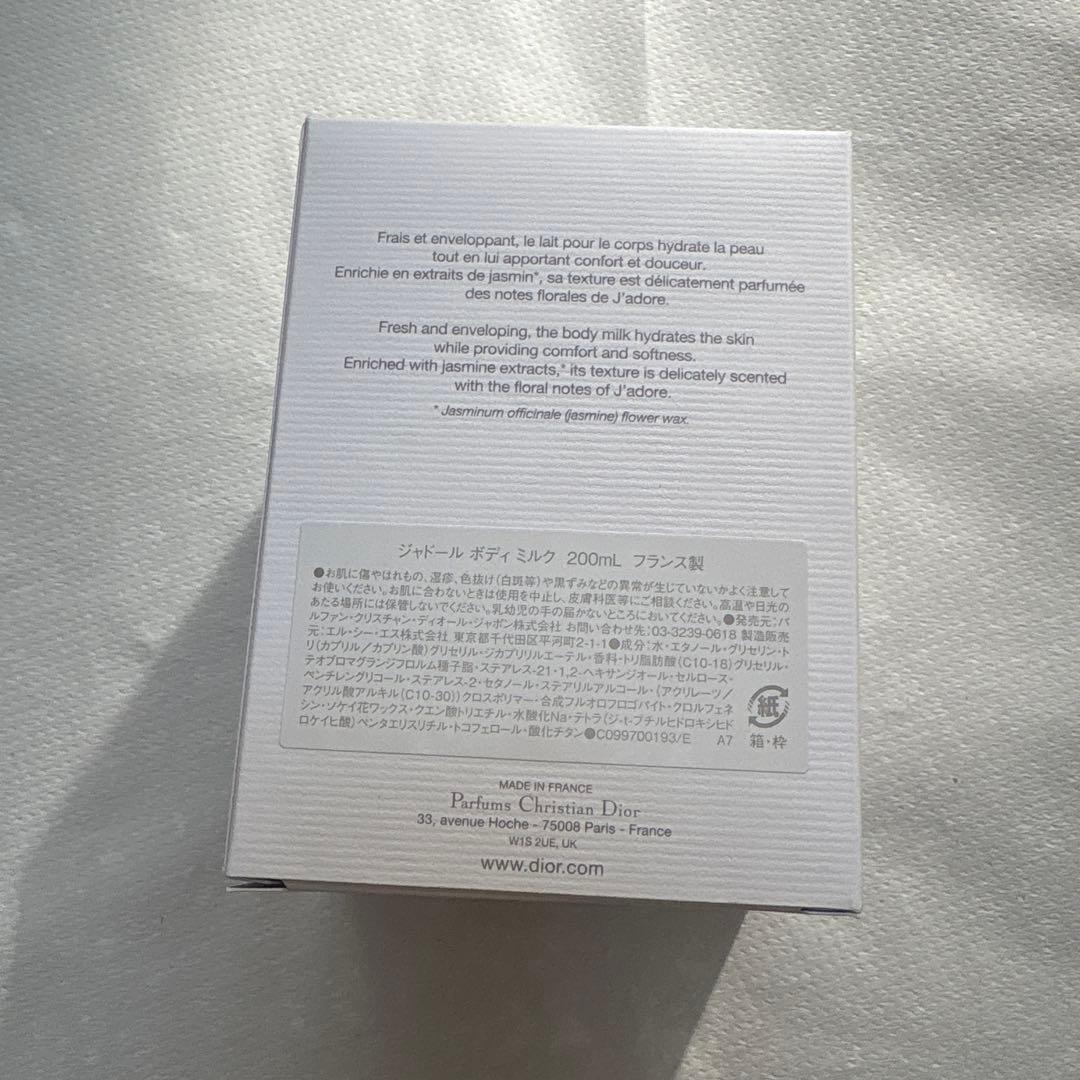 Frais et enveloppant, le lait pour le corps hydrate la peau
tout en lui apportant confort et douceur.
Enrichie en extraits de jasmin*, sa texture est délicatement parfumée
des notes florales de J'adore.
Fresh and enveloping, the body milk hydrates the skin
while providing comfort and softness.
Enriched with jasmine extracts,* its texture is delicately scented
with the floral notes of J'adore.
* Jasminum officinale (jasmine) flower wax.
ジャドール ボディ ミルク 200mL フランス製
●お肌に傷やはれもの、湿疹、色抜け(白斑等)や黒ずみなどの異常が生じていないかよく注意して
お使いください。お肌に合わないときは使用を中止し、皮膚科医等にご相談ください。高温や日光の
あたる場所には保管しないでください。乳幼児の手の届かないところにおいてください。●発売元:パ
ルファン・クリスチャン・ディオール・ジャポン株式会社 お問い合わせ先:03-3239-0618 製造販売
元:エル・シー・エス株式会社 東京都千代田区平河町2-1-1●成分:水・エタノール・グリセリン・ト
リ(カプリル/カプリン酸)グリセリル・ジカプリリルエーテル・香料・トリ脂肪酸(C10-18)グリセリル・
テオブロマグランジフロルム種子脂・ステアレス-21・1,2-ヘキサンジオール・セルロース・
ペンチレングリコール・ステアレス-2・セタノール・ステアリルアルコール・(アクリレーツ/
アクリル酸アルキル(C10-30))クロスポリマー・合成フルオロフロゴパイト・クロルフェネ
シン・ソケイ花ワックス・クエン酸トリエチル・水酸化Na・テトラ(ジ-t-ブチルヒドロキシヒド
ロケイヒ酸)ペンタエリスリチル・トコフェロール・酸化チタン●C099700193/E A7
紙
箱・枠
MADE IN FRANCE
Parfums Christian Dior
33, avenue Hoche - 75008 Paris - France
W1S 2UE, UK
www.dior.com